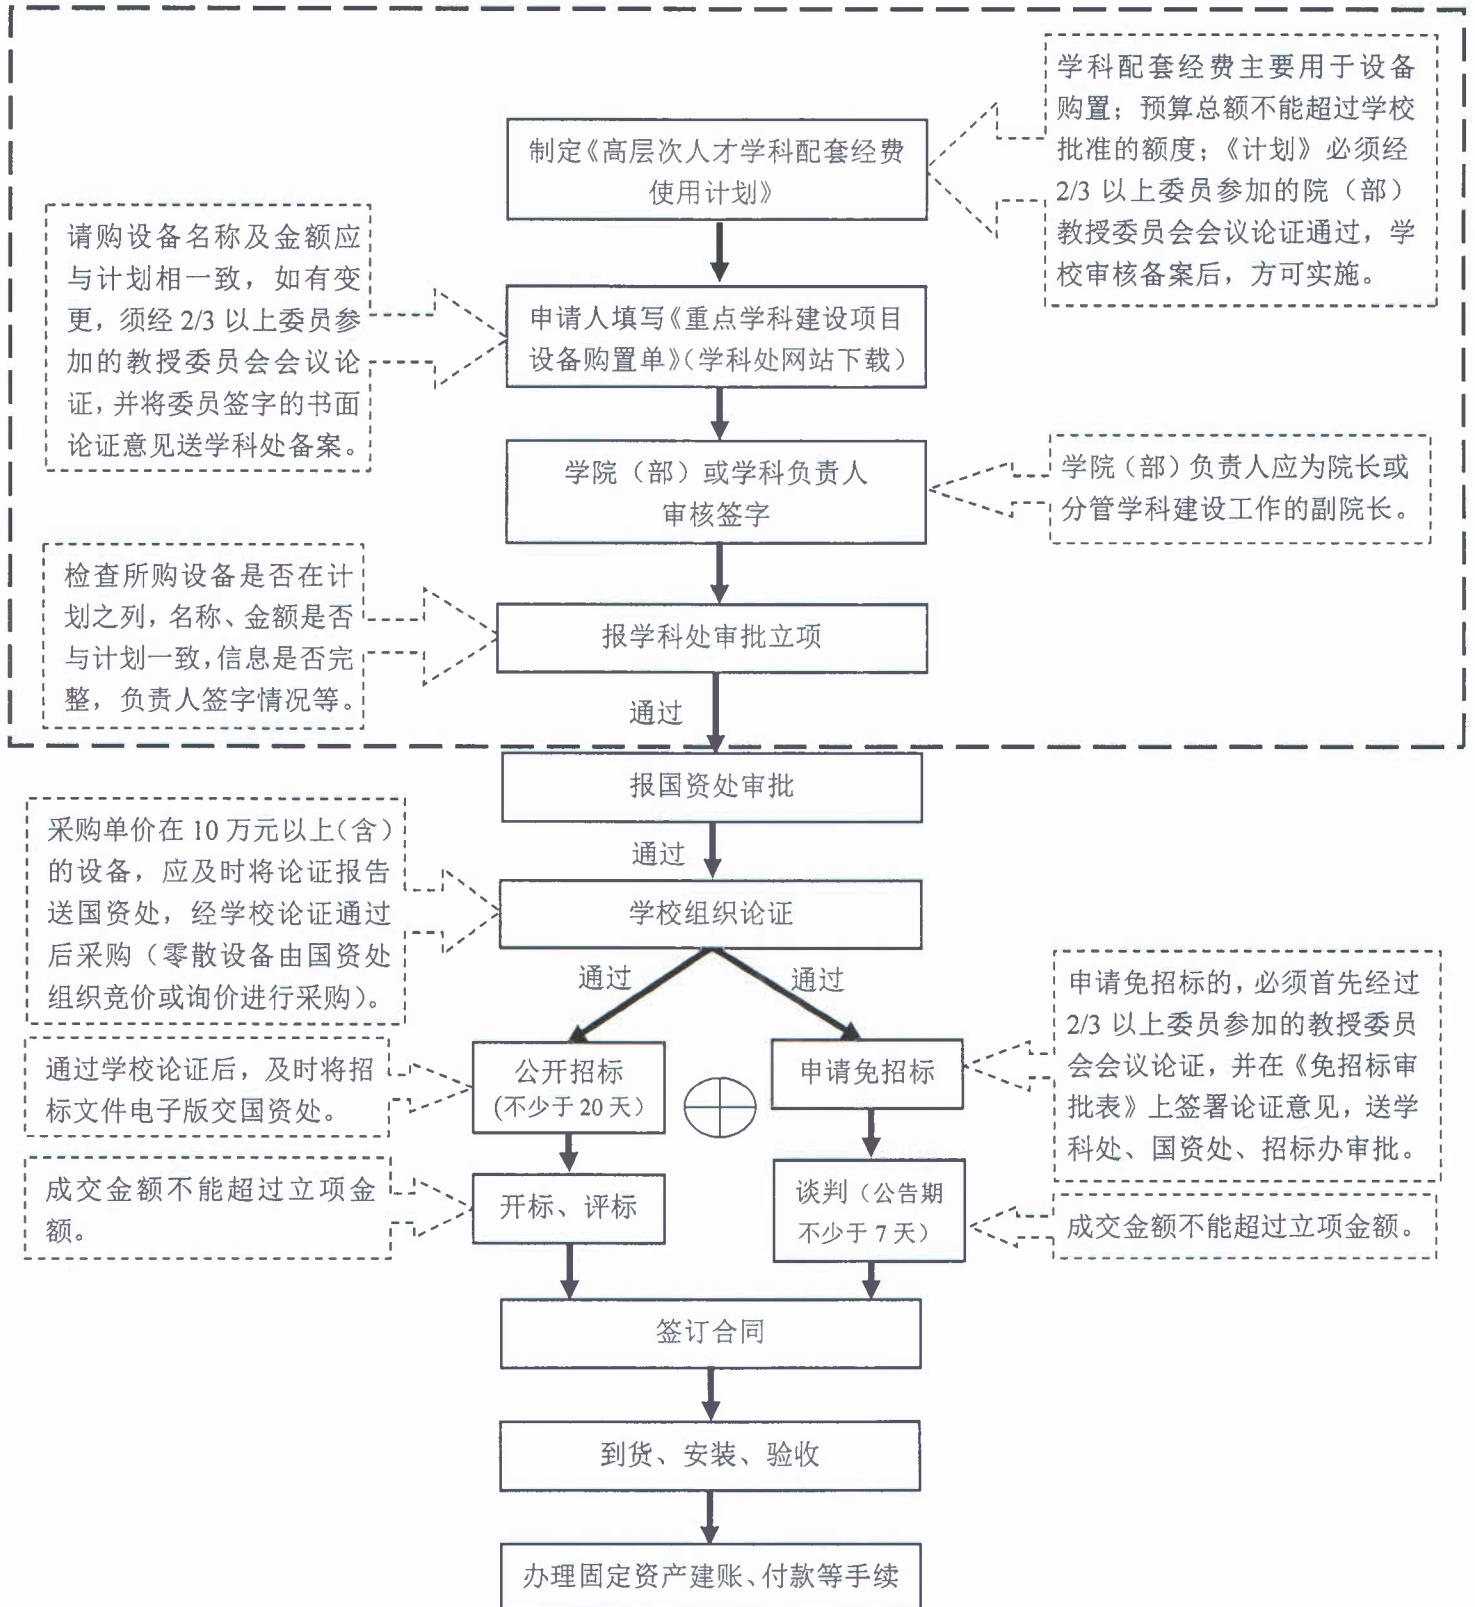 学科配套经费主要用于设备
购置；预算总额不能超过学校
批准的额度；《计划》必须经
2/3 以上委员参加的院（部）
教授委员会会议论证通过，学
校审核备案后，方可实施。
制定《高层次人才学科配套经费
使用计划》
请购设备名称及金额应
与计划相一致，如有变
更，须经 2/3 以上委员参
加的教授委员会会议论
证，并将委员签字的书面
论证意见送学科处备案。
申请人填写《重点学科建设项目
设备购置单》（学科处网站下载）
学院（部）或学科负责人
审核签字
学院（部）负责人应为院长或
分管学科建设工作的副院长。
检查所购设备是否在计
划之列，名称、金额是否
与计划一致，信息是否完
整，负责人签字情况等。
报学科处审批立项
通过
报国资处审批
通过
采购单价在 10 万元以上（含）
的设备，应及时将论证报告
送国资处，经学校论证通过
后采购（零散设备由国资处
组织竞价或询价进行采购）。
学校组织论证
通过
通过
申请免招标的，必须首先经过
2/3 以上委员参加的教授委员
会会议论证，并在《免招标审
批表》上签署论证意见，送学
科处、国资处、招标办审批。
通过学校论证后，及时将招
标文件电子版交国资处。
公开招标
（不少于 20 天）
申请免招标
成交金额不能超过立项金
额。
开标、评标
谈判（公告期
不少于 7 天）
成交金额不能超过立项金额。
签订合同
到货、安装、验收
办理固定资产建账、付款等手续